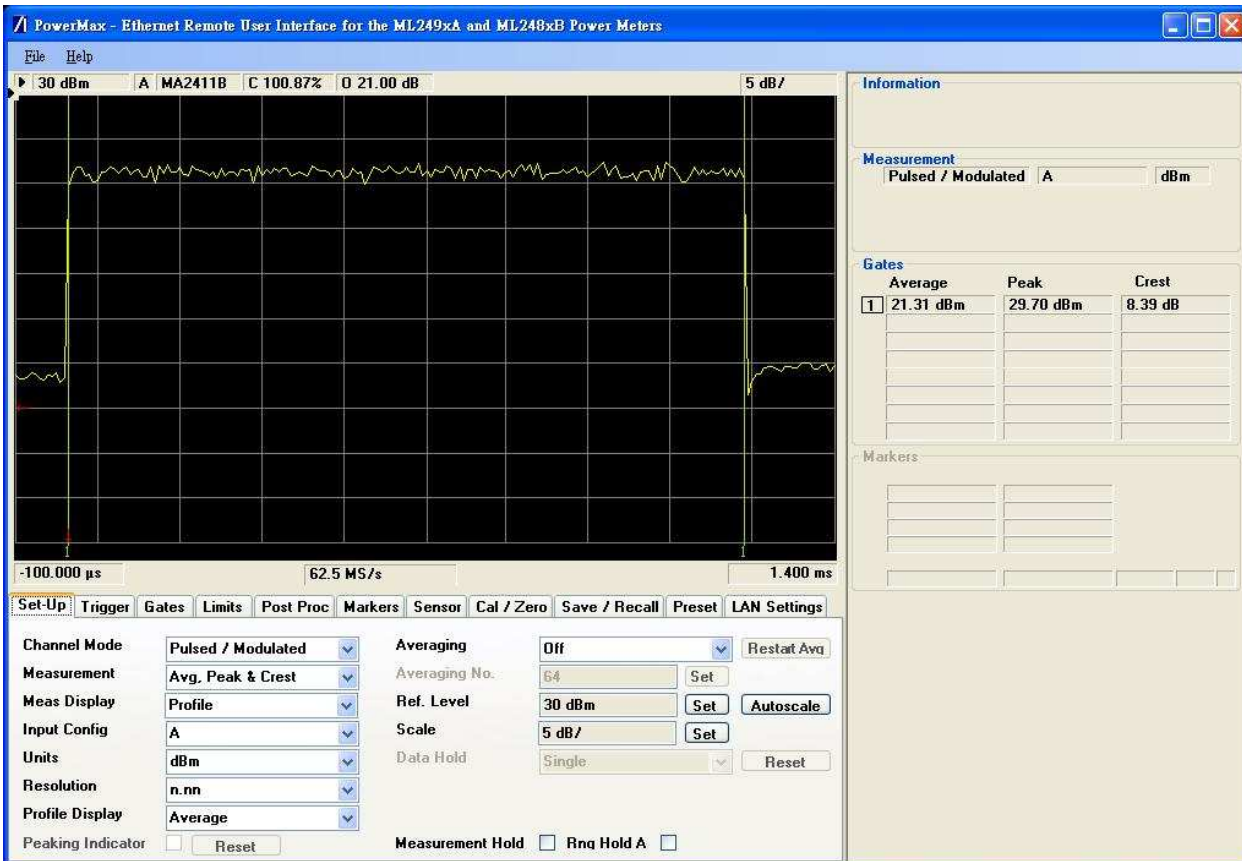 PowerMax - Ethernet Remote User Interface for the ML249xA and ML248xB Power Meters
File Help
30 dBm A MA2411B C 100.87% O 21.00 dB 5 dB/
Information
Measurement
Pulsed / Modulated A dBm
Gates
Average Peak Crest
1 21.31 dBm 29.70 dBm 8.39 dB
Markers
1 1
-100.000 µs 62.5 MS/s 1.400 ms
Set-Up Trigger Gates Limits Post Proc Markers Sensor Cal / Zero Save / Recall Preset LAN Settings
Channel Mode Pulsed / Modulated Averaging Off Restart Avg
Measurement Avg, Peak & Crest Averaging No. 64 Set
Meas Display Profile Ref. Level 30 dBm Set Autoscale
Input Config A Scale 5 dB/ Set
Units dBm Data Hold Single Reset
Resolution n.nn
Profile Display Average
Peaking Indicator Reset Measurement Hold Rng Hold A